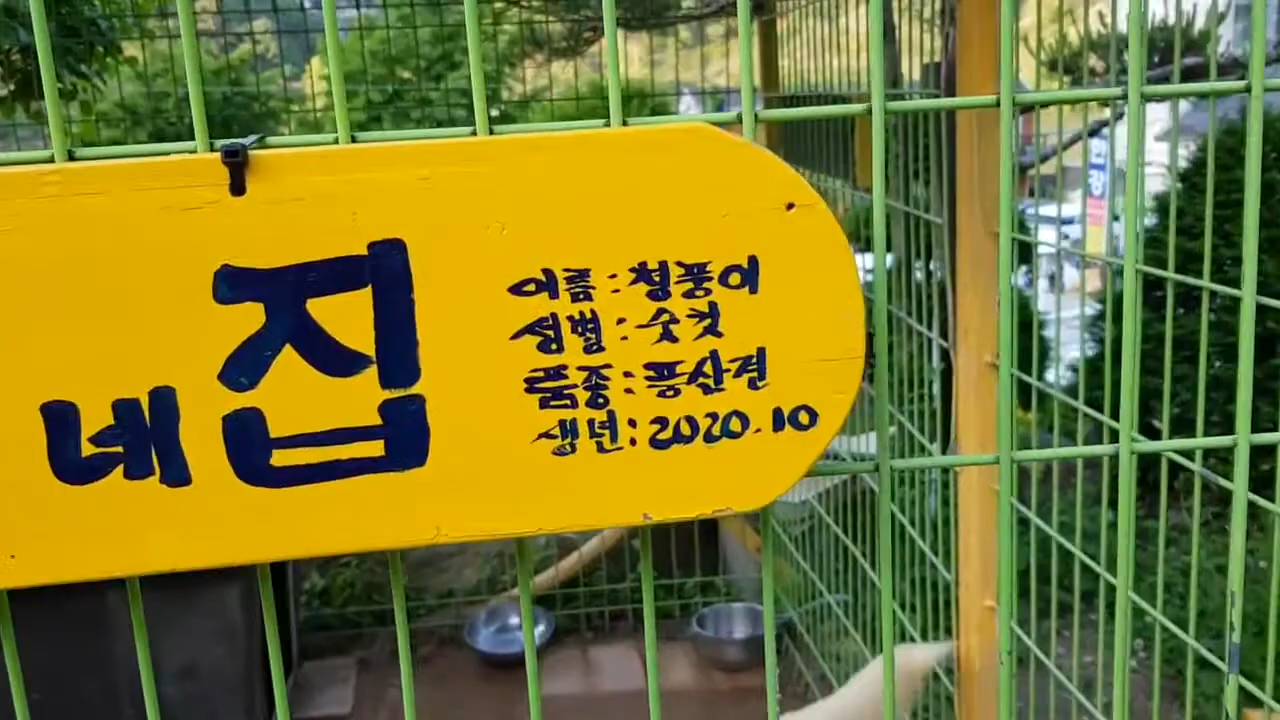 네 집
이름 : 청풍이
성별 : 숫컷
품종 : 풍산견
생년 : 2020.10